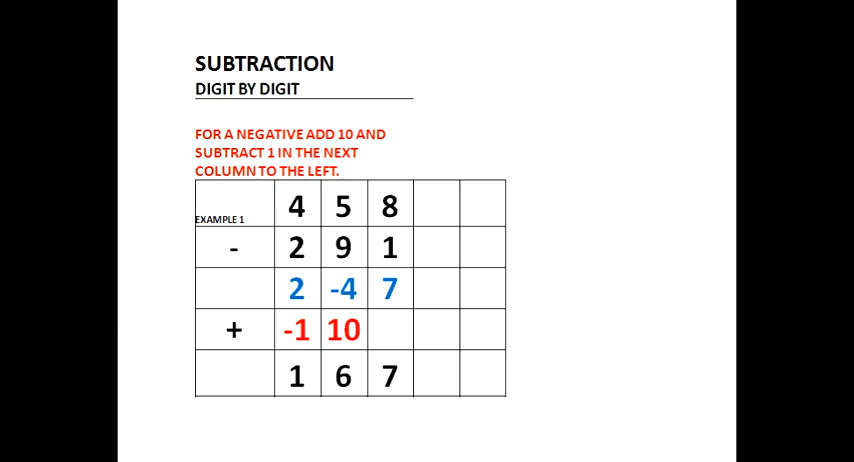 SUBTRACTION
DIGIT BY DIGIT
FOR A NEGATIVE ADD 10 AND
SUBTRACT 1 IN THE NEXT
COLUMN TO THE LEFT.
EXAMPLE 1 4 5 8
- 2 9 1
2 -4 7
+ -1 10
1 6 7